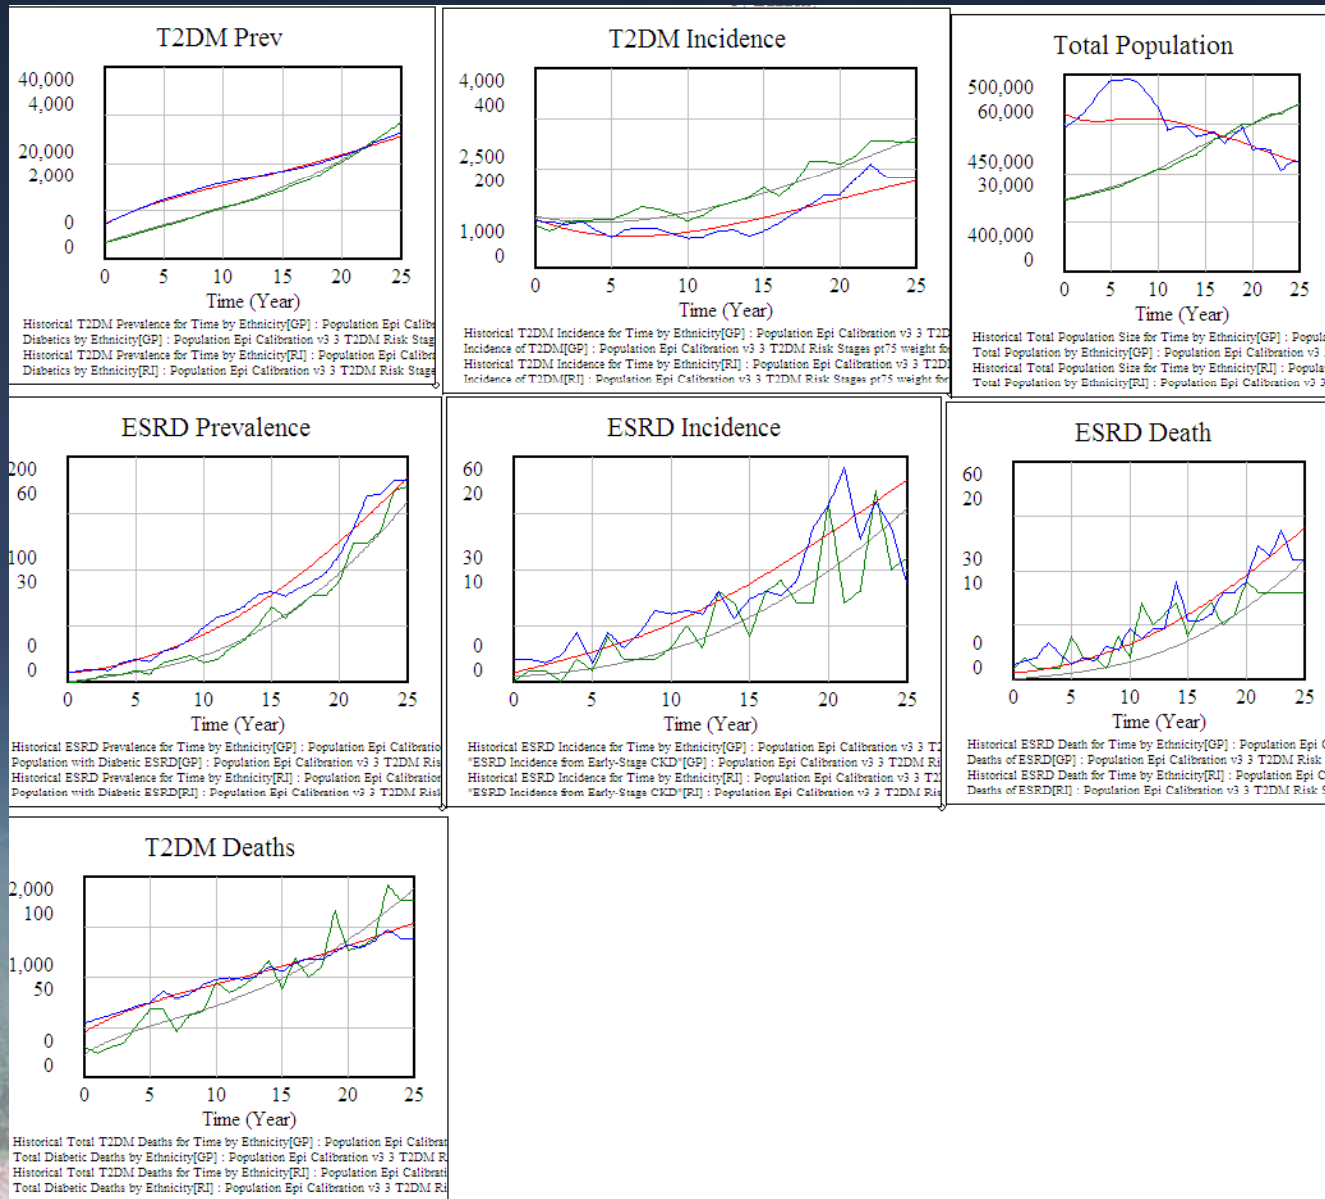 T2DM Prev
40,000
4,000
20,000
2,000
0
0
0 5 10 15 20 25
Time (Year)
Historical T2DM Prevalence for Time by Ethnicity[GP] : Population Epi Calibr
Diabetics by Ethnicity[GP] : Population Epi Calibration v3 3 T2DM Risk Stag
Historical T2DM Prevalence for Time by Ethnicity[RI] : Population Epi Calibra
Diabetics by Ethnicity[RI] : Population Epi Calibration v3 3 T2DM Risk Stage
T2DM Incidence
4,000
400
2,500
200
1,000
0
0 5 10 15 20 25
Time (Year)
Historical T2DM Incidence for Time by Ethnicity[GP] : Population Epi Calibration v3 3 T2D
Incidence of T2DM[GP] : Population Epi Calibration v3 3 T2DM Risk Stages pt75 weight for
Historical T2DM Incidence for Time by Ethnicity[RI] : Population Epi Calibration v3 3 T2D
Incidence of T2DM[RI] : Population Epi Calibration v3 3 T2DM Risk Stages pt75 weight for
Total Population
500,000
60,000
450,000
30,000
400,000
0
0 5 10 15 20 25
Time (Year)
Historical Total Population Size for Time by Ethnicity[GP] : Popula
Total Population by Ethnicity[GP] : Population Epi Calibration v3
Historical Total Population Size for Time by Ethnicity[RI] : Popula
Total Population by Ethnicity[RI] : Population Epi Calibration v3 3
ESRD Prevalence
200
60
100
30
0
0
0 5 10 15 20 25
Time (Year)
Historical ESRD Prevalence for Time by Ethnicity[GP] : Population Epi Calibratio
Population with Diabetic ESRD[GP] : Population Epi Calibration v3 3 T2DM Ris
Historical ESRD Prevalence for Time by Ethnicity[RI] : Population Epi Calibration
Population with Diabetic ESRD[RI] : Population Epi Calibration v3 3 T2DM Risk
ESRD Incidence
60
20
30
10
0
0
0 5 10 15 20 25
Time (Year)
Historical ESRD Incidence for Time by Ethnicity[GP] : Population Epi Calibration v3 3 T2
"ESRD Incidence from Early-Stage CKD"[GP] : Population Epi Calibration v3 3 T2DM Ri
Historical ESRD Incidence for Time by Ethnicity[RI] : Population Epi Calibration v3 3 T2
"ESRD Incidence from Early-Stage CKD"[RI] : Population Epi Calibration v3 3 T2DM Ris
ESRD Death
60
20
30
10
0
0
0 5 10 15 20 25
Time (Year)
Historical ESRD Death for Time by Ethnicity[GP] : Population Epi C
Deaths of ESRD[GP] : Population Epi Calibration v3 3 T2DM Risk
Historical ESRD Death for Time by Ethnicity[RI] : Population Epi C
Deaths of ESRD[RI] : Population Epi Calibration v3 3 T2DM Risk S
T2DM Deaths
2,000
100
1,000
50
0
0
0 5 10 15 20 25
Time (Year)
Historical Total T2DM Deaths for Time by Ethnicity[GP] : Population Epi Calibrat
Total Diabetic Deaths by Ethnicity[GP] : Population Epi Calibration v3 3 T2DM R
Historical Total T2DM Deaths for Time by Ethnicity[RI] : Population Epi Calibrati
Total Diabetic Deaths by Ethnicity[RI] : Population Epi Calibration v3 3 T2DM Ri